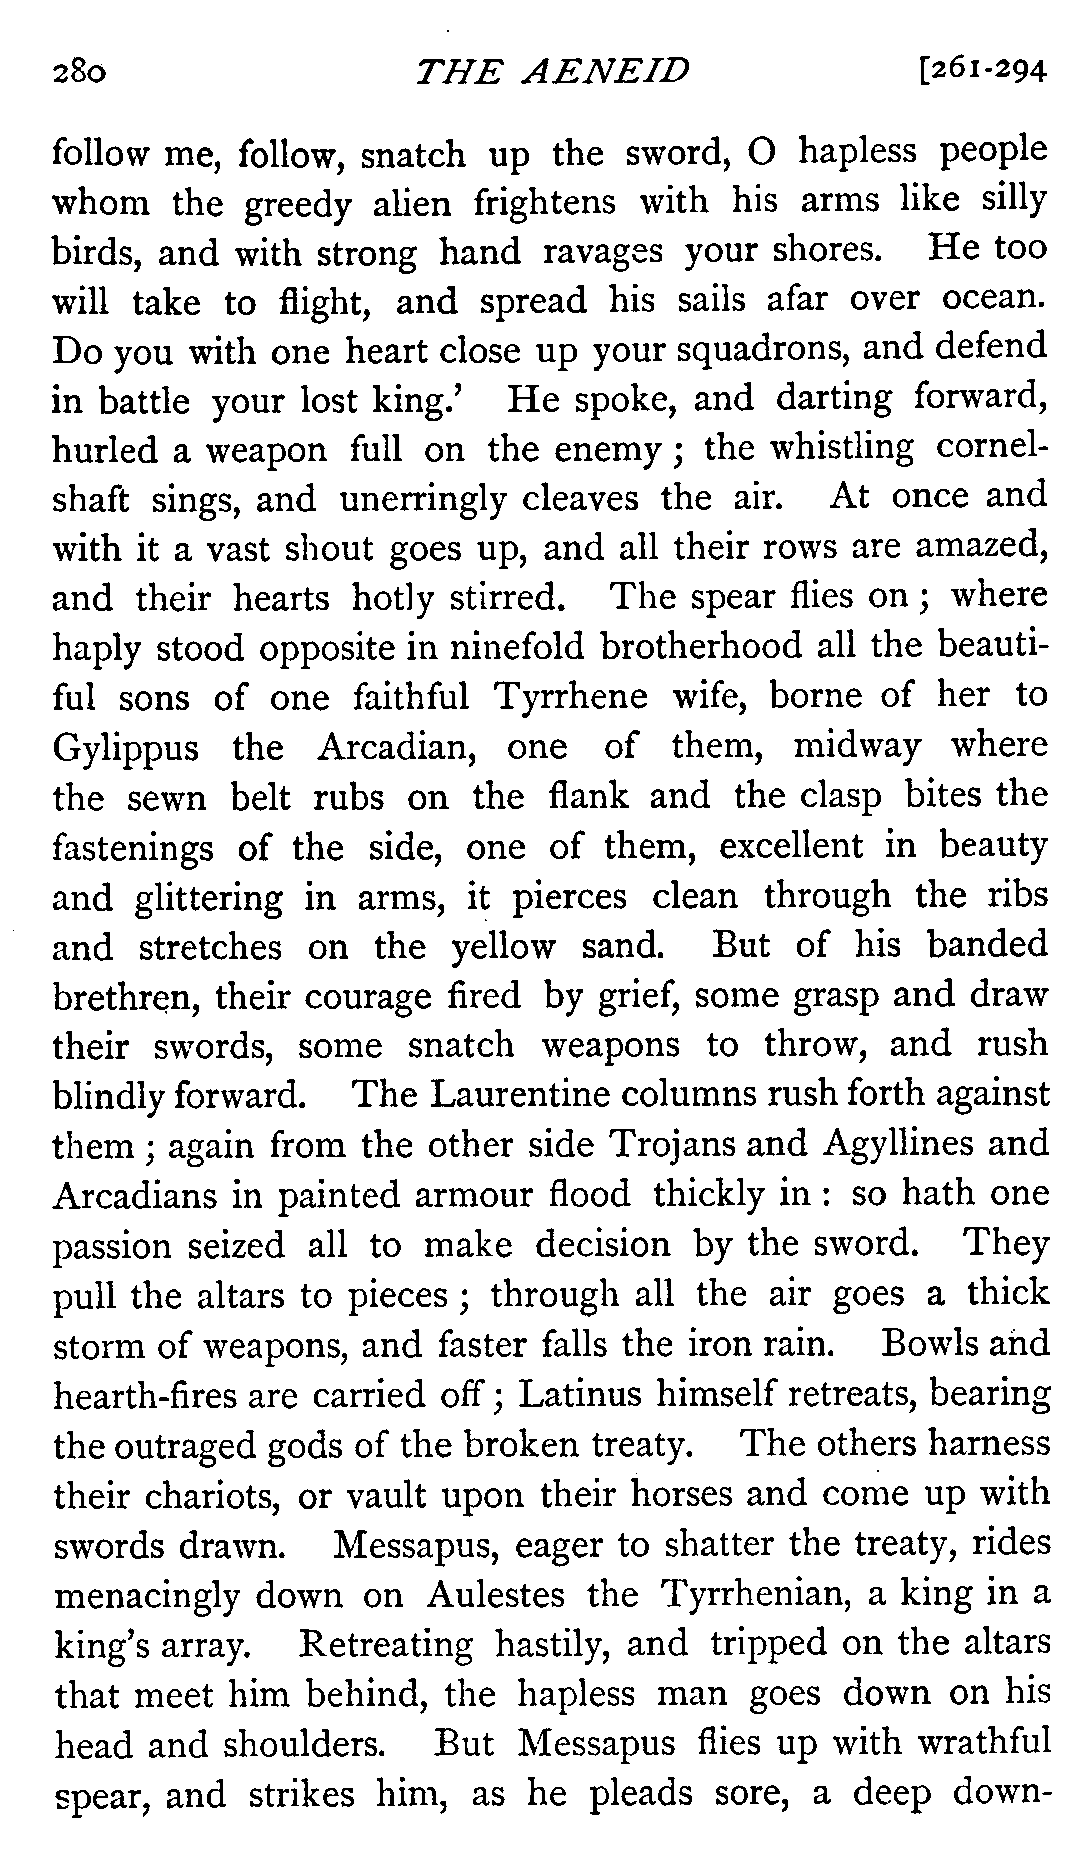 280 THE AENEID [261-294
follow me, follow, snatch up the sword, O hapless people
whom the greedy alien frightens with his arms like silly
birds, and with strong hand ravages your shores. He too
will take to flight, and spread his sails afar over ocean.
Do you with one heart close up your squadrons, and defend
in battle your lost king.’ He spoke, and darting forward,
hurled a weapon full on the enemy ; the whistling cornel-
shaft sings, and unerringly cleaves the air. At once and
with it a vast shout goes up, and all their rows are amazed,
and their hearts hotly stirred. The spear flies on ; where
haply stood opposite in ninefold brotherhood all the beauti-
ful sons of one faithful Tyrrhene wife, borne of her to
Gylippus the Arcadian, one of them, midway where
the sewn belt rubs on the flank and the clasp bites the
fastenings of the side, one of them, excellent in beauty
and glittering in arms, it pierces clean through the ribs
and stretches on the yellow sand. But of his banded
brethren, their courage fired by grief, some grasp and draw
their swords, some snatch weapons to throw, and rush
blindly forward. The Laurentine columns rush forth against
them ; again from the other side Trojans and Agyllines and
Arcadians in painted armour flood thickly in : so hath one
passion seized all to make decision by the sword. They
pull the altars to pieces ; through all the air goes a thick
storm of weapons, and faster falls the iron rain. Bowls and
hearth-fires are carried off ; Latinus himself retreats, bearing
the outraged gods of the broken treaty. The others harness
their chariots, or vault upon their horses and come up with
swords drawn. Messapus, eager to shatter the treaty, rides
menacingly down on Aulestes the Tyrrhenian, a king in a
king’s array. Retreating hastily, and tripped on the altars
that meet him behind, the hapless man goes down on his
head and shoulders. But Messapus flies up with wrathful
spear, and strikes him, as he pleads sore, a deep down-